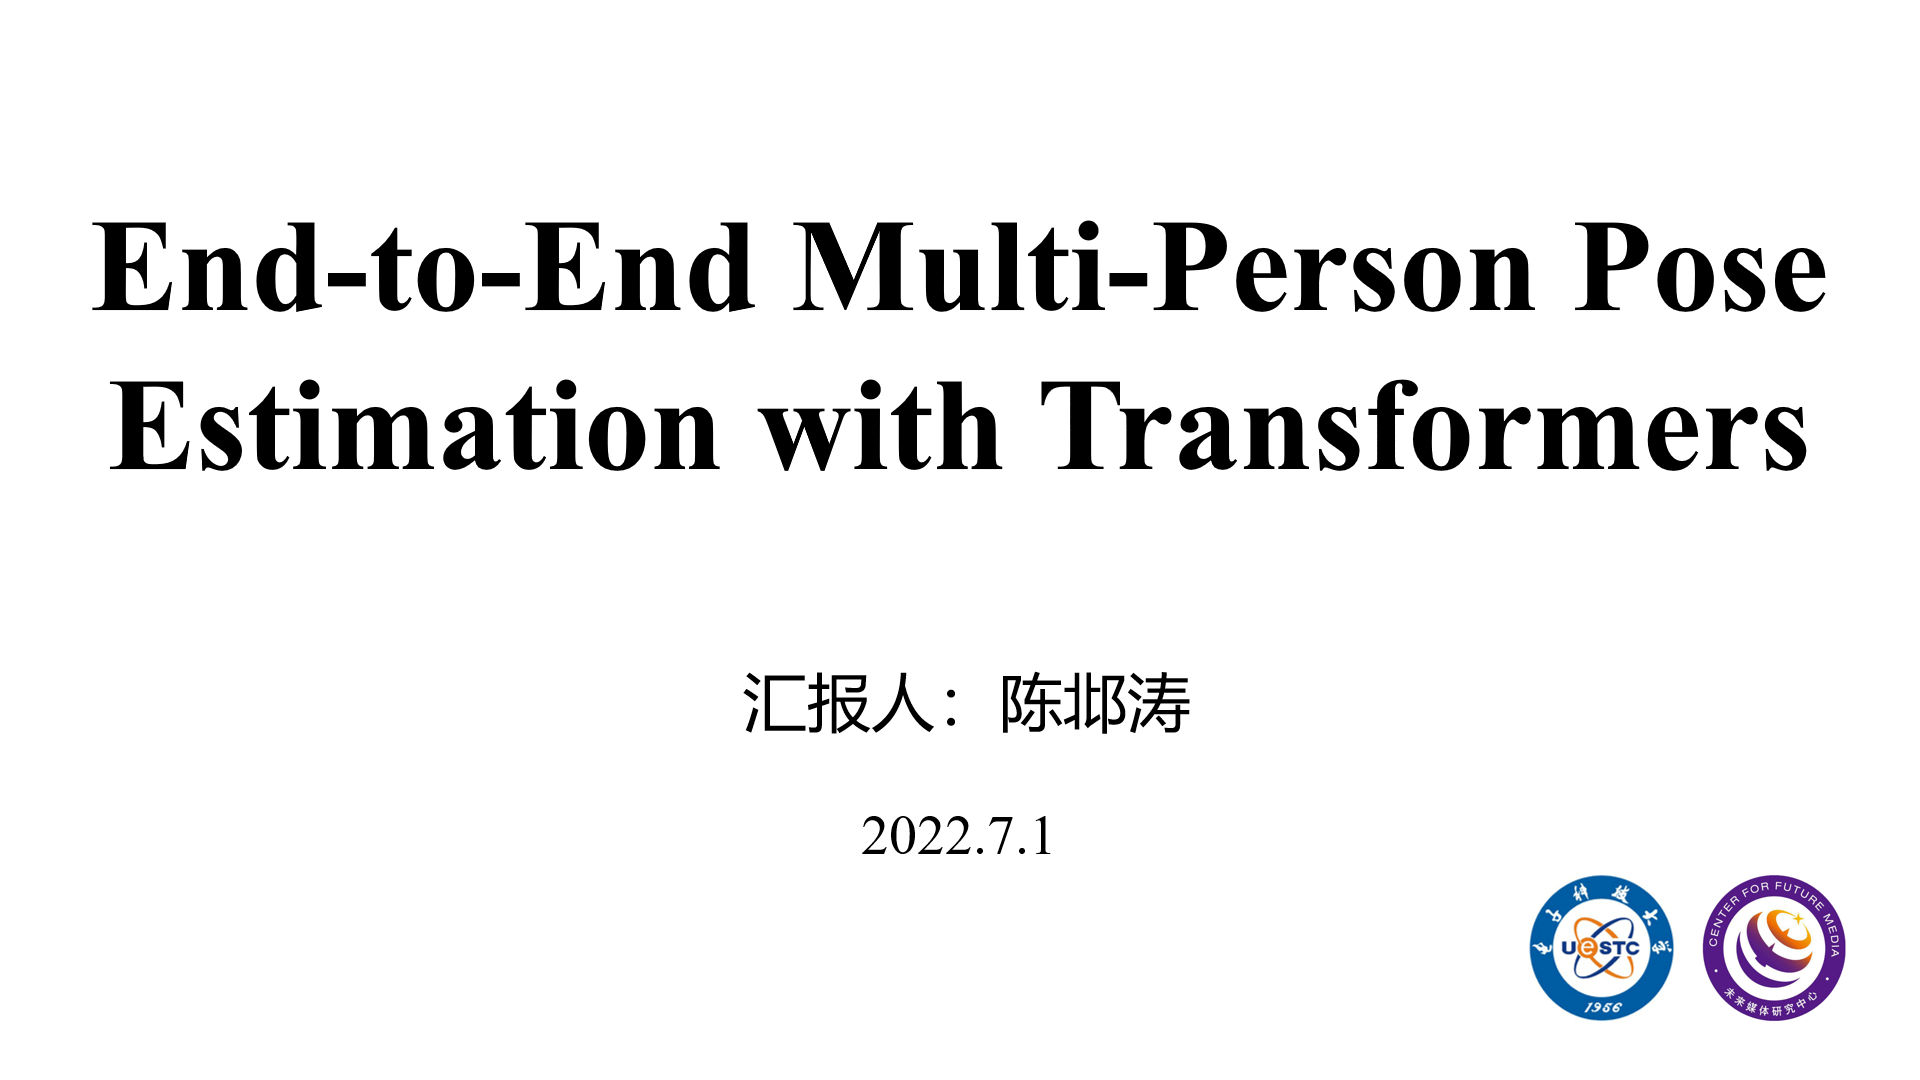 End-to-End Multi-Person Pose
Estimation with Transformers
汇报人：陈邶涛
2022.7.1
电子科技大学
UeSTC
1956
CENTER FOR FUTURE MEDIA
未来媒体研究中心